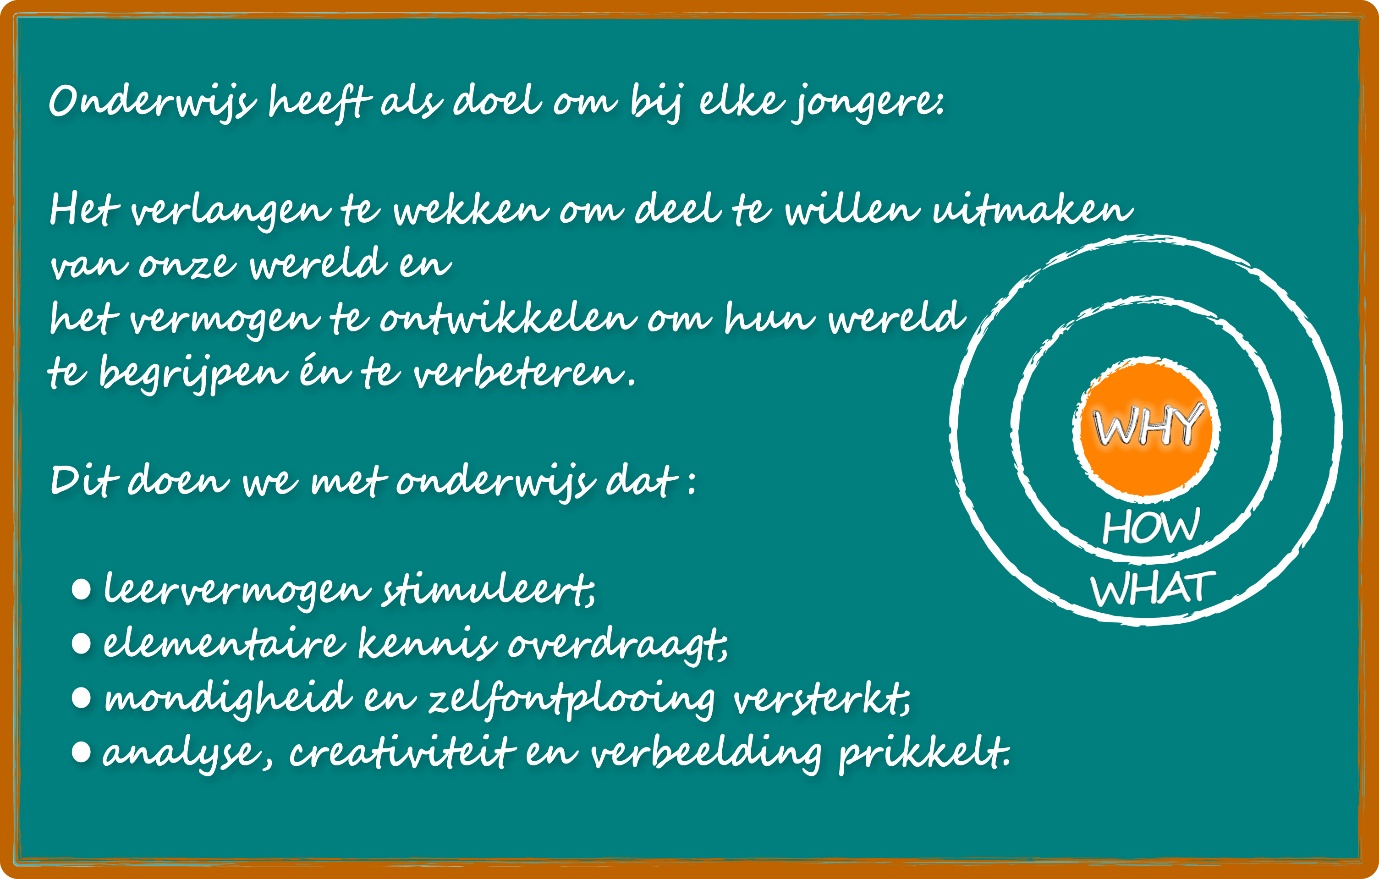 Onderwijs heeft als doel om bij elke jongere:
Het verlangen te wekken om deel te willen uitmaken
van onze wereld en
het vermogen te ontwikkelen om hun wereld
te begrijpen én te verbeteren.
Dit doen we met onderwijs dat :
• leervermogen stimuleert;
• elementaire kennis overdraagt;
• mondigheid en zelfontplooing versterkt;
• analyse, creativiteit en verbeelding prikkelt.
WHY
HOW
WHAT